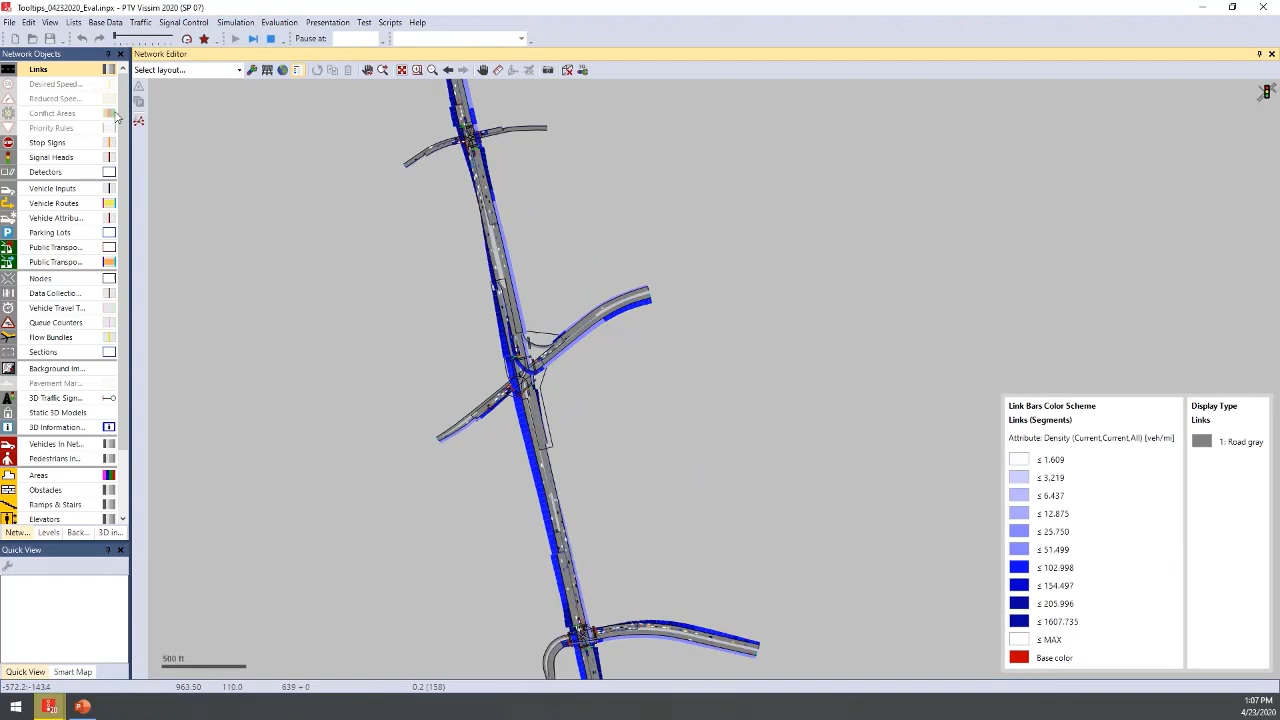 Tooltips_04232020_Eval.inpx - PTV Vissim 2020 (SP 07)
File Edit View Lists Base Data Traffic Signal Control Simulation Evaluation Presentation Test Scripts Help
Pause at:
Network Objects
Network Editor
Select layout...
Links
Desired Speed...
Reduced Spee...
Conflict Areas
Priority Rules
Stop Signs
Signal Heads
Detectors
Vehicle Inputs
Vehicle Routes
Vehicle Attribu...
Parking Lots
Public Transpo...
Public Transpo...
Nodes
Data Collectio...
Vehicle Travel T...
Queue Counters
Flow Bundles
Sections
Background Im...
Pavement Mar...
3D Traffic Sign...
Static 3D Models
3D Information...
Vehicles In Net...
Pedestrians In...
Areas
Obstacles
Ramps & Stairs
Elevators
Netw... Levels Back... 3D in...
Quick View
Quick View Smart Map
500 ft
Link Bars Color Scheme
Links (Segments)
Attribute: Density (Current,Current,All) [veh/mi]
≤ 1.609
≤ 3.219
≤ 6.437
≤ 12.875
≤ 25.750
≤ 51.499
≤ 102.998
≤ 154.497
≤ 205.996
≤ 1607.735
≤ MAX
Base color
Display Type
Links
1: Road gray
-572.2:-143.4 963.50 110.0 639 ÷ 0 0.2 (158)
1:07 PM
4/23/2020